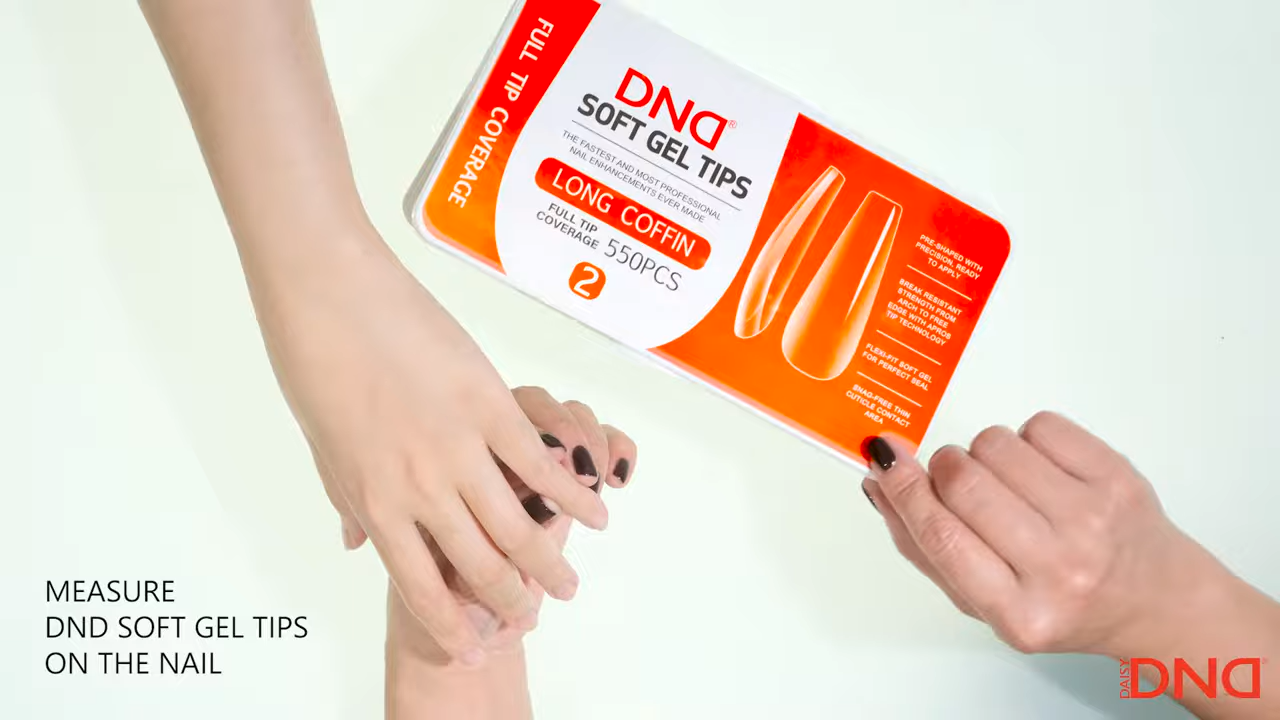 FULL TIP COVERAGE
DND®
SOFT GEL TIPS
THE FASTEST AND MOST PROFESSIONAL
NAIL ENHANCEMENTS EVER MADE
LONG COFFIN
FULL TIP
COVERAGE 550PCS
2
PRE-SHAPED WITH
PRECISION, READY
TO APPLY
BREAK RESISTANT
STRENGTH FROM
ARCH TO FREE
EDGE WITH APROB
TIP TECHNOLOGY
FLEXI-FIT SOFT GEL
FOR PERFECT SEAL
SNAG-FREE THIN
CUTICLE CONTACT
AREA
MEASURE
DND SOFT GEL TIPS
ON THE NAIL
DAISY DND®